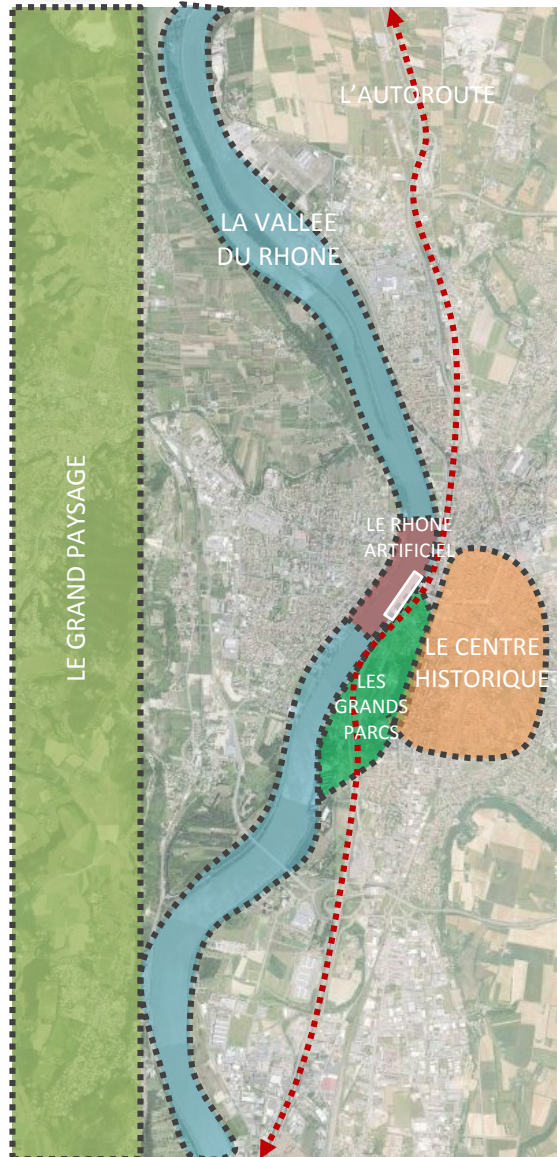 L'AUTOROUTE
LA VALLEE
DU RHONE
LE GRAND PAYSAGE
LE RHONE
ARTIFICIEL
LE CENTRE
HISTORIQUE
LES
GRANDS
PARCS